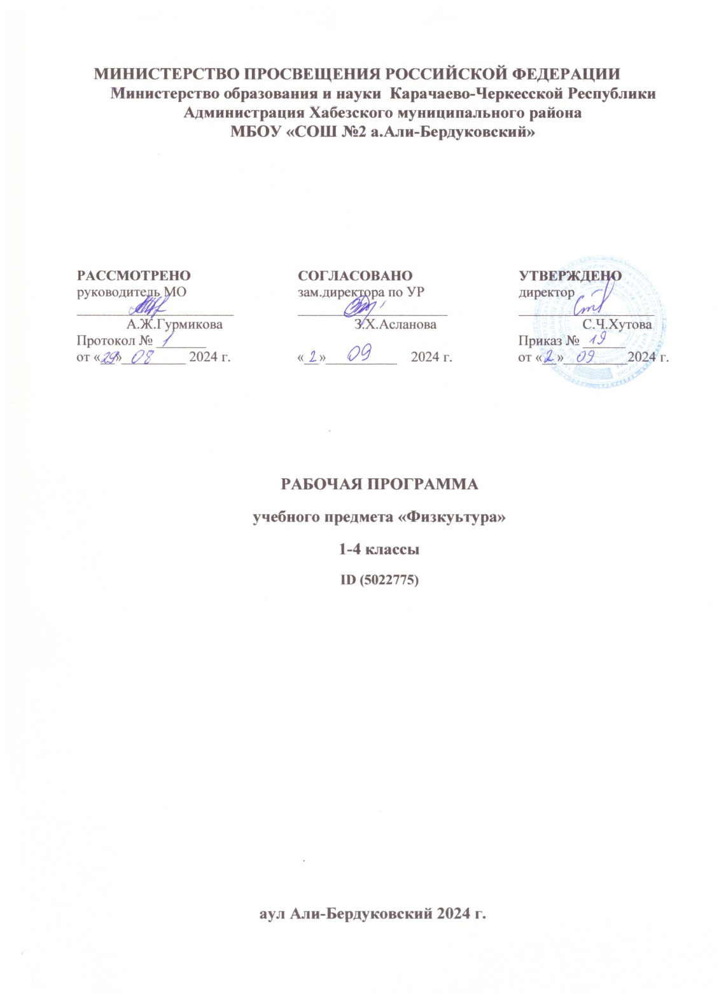 МИНИСТЕРСТВО ПРОСВЕЩЕНИЯ РОССИЙСКОЙ ФЕДЕРАЦИИ
Министерство образования и науки Карачаево-Черкесской Республики
Администрация Хабезского муниципального района
МБОУ «СОШ №2 а.Али-Бердуковский»
РАССМОТРЕНО
руководитель МО
А.Ж.Гурмикова
Протокол № 1
от «29» 08 2024 г.
СОГЛАСОВАНО
зам.директора по УР
З.Х.Асланова
«2» 09 2024 г.
УТВЕРЖДЕНО
директор
С.Ч.Хутова
Приказ № 19
от «2» 09 2024 г.
РАБОЧАЯ ПРОГРАММА
учебного предмета «Физкуьтура»
1-4 классы
ID (5022775)
аул Али-Бердуковский 2024 г.